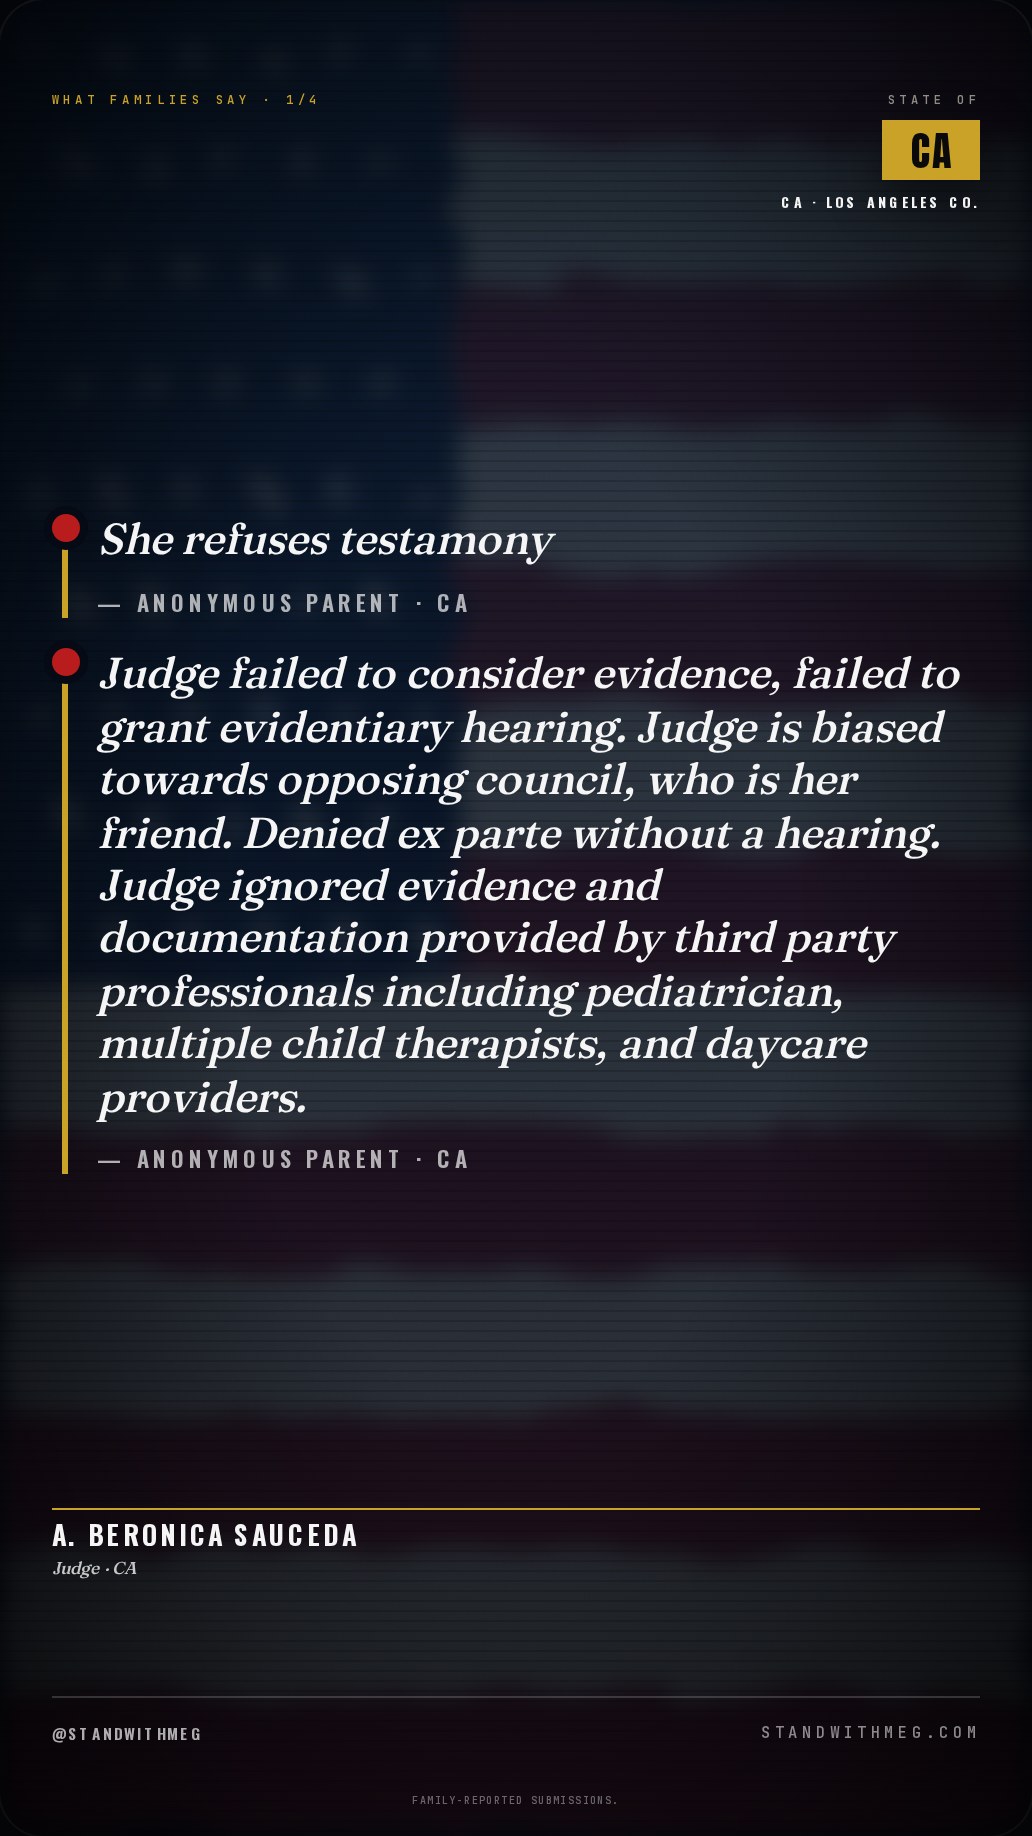 WHAT FAMILIES SAY · 1/4
STATE OF
CA
CA · LOS ANGELES CO.
She refuses testamony
— ANONYMOUS PARENT · CA
Judge failed to consider evidence, failed to
grant evidentiary hearing. Judge is biased
towards opposing council, who is her
friend. Denied ex parte without a hearing.
Judge ignored evidence and
documentation provided by third party
professionals including pediatrician,
multiple child therapists, and daycare
providers.
— ANONYMOUS PARENT · CA
A. BERONICA SAUCEDA
Judge · CA
@STANDWITHMEG
STANDWITHMEG.COM
FAMILY-REPORTED SUBMISSIONS.